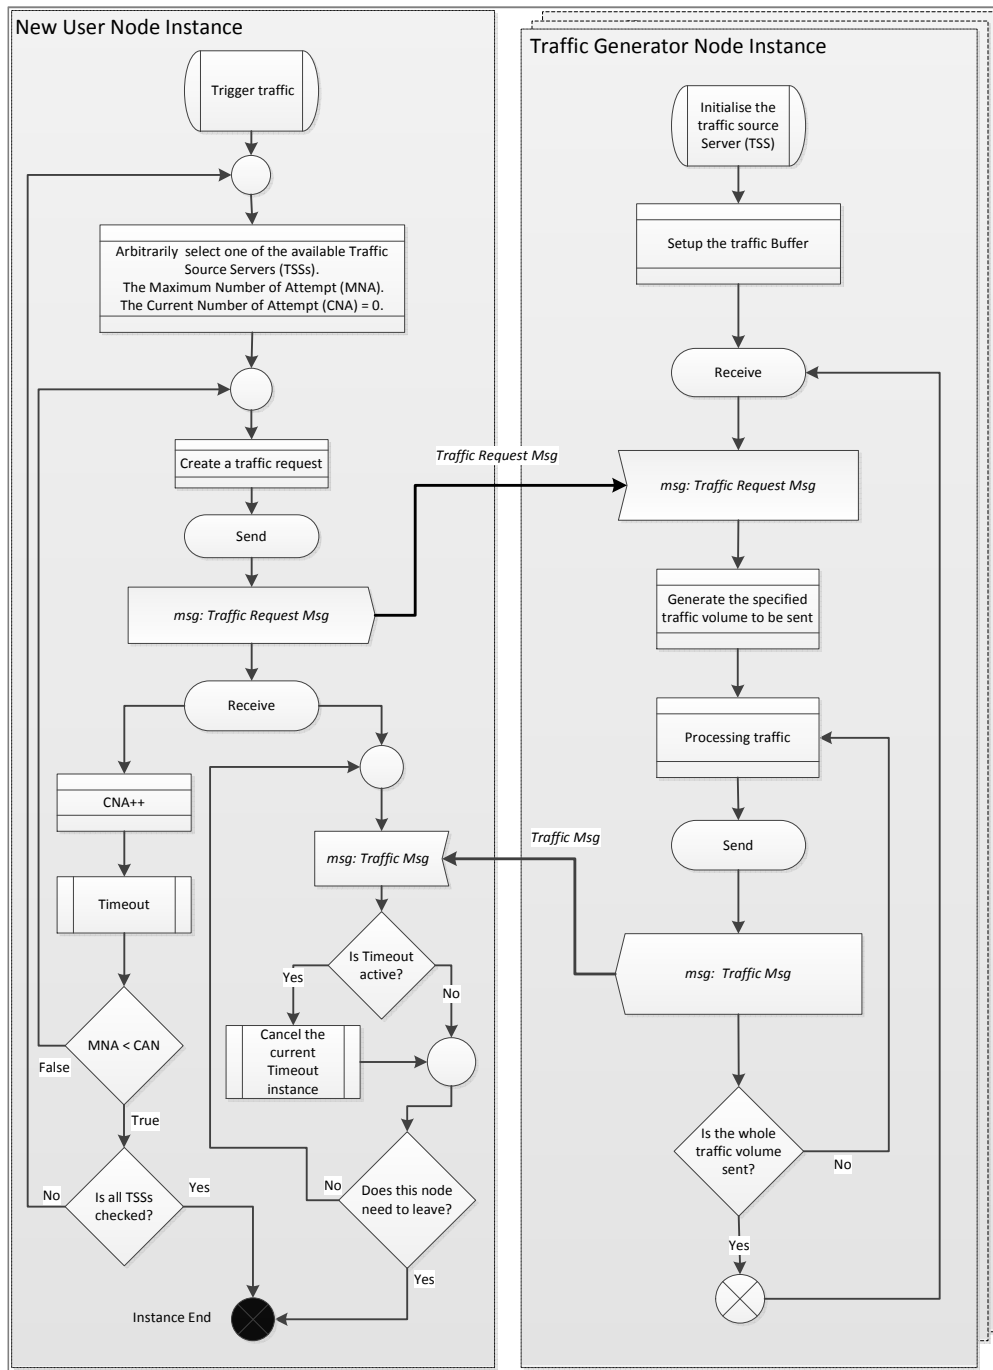 New User Node Instance
Trigger traffic
Arbitrarily select one of the available Traffic
Source Servers (TSSs).
The Maximum Number of Attempt (MNA).
The Current Number of Attempt (CNA) = 0.
Create a traffic request
Send
msg: Traffic Request Msg
Receive
CNA++
Timeout
MNA < CAN
False
True
Is all TSSs
checked?
No
Yes
Instance End
msg: Traffic Msg
Is Timeout
active?
Yes
No
Cancel the
current
Timeout
instance
Does this node
need to leave?
No
Yes
Traffic Request Msg
Traffic Msg
Traffic Generator Node Instance
Initialise the
traffic source
Server (TSS)
Setup the traffic Buffer
Receive
msg: Traffic Request Msg
Generate the specified
traffic volume to be sent
Processing traffic
Send
msg: Traffic Msg
Is the whole
traffic volume
sent?
No
Yes